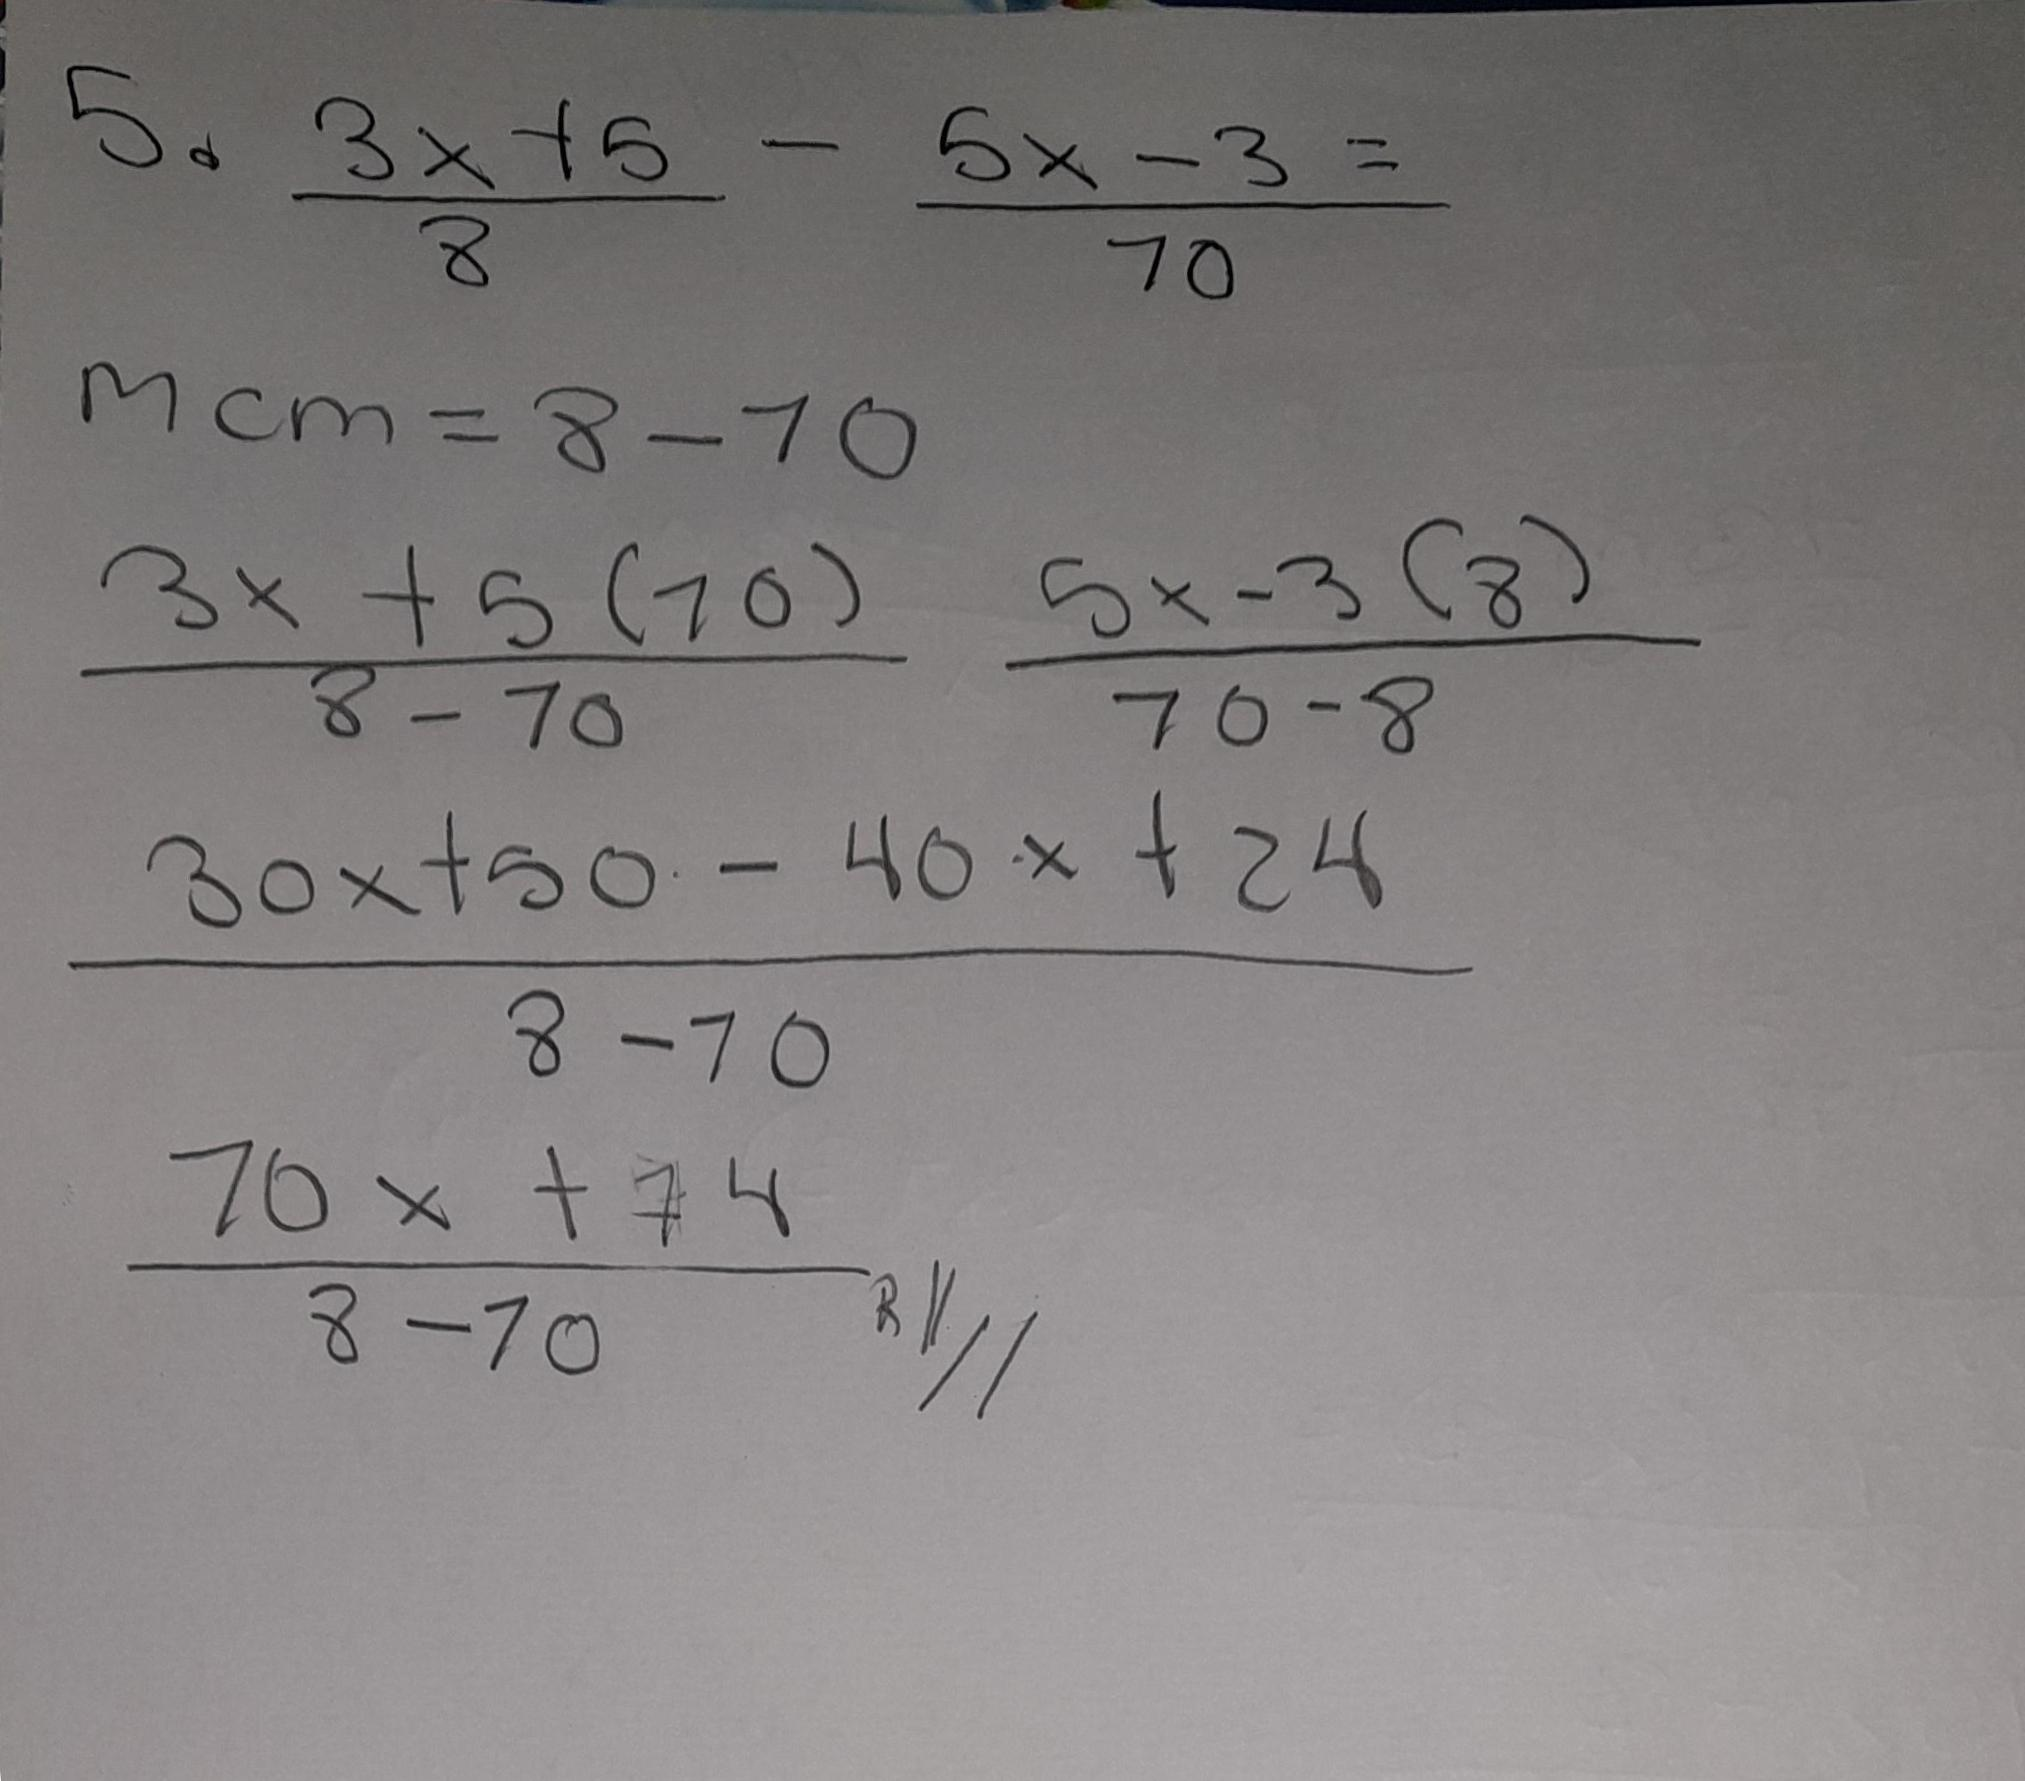 5. 3x+5 - 5x-3 =
8 10
mcm = 8-10
3x + 5 (10) 5x-3 (8)
8-10 10-8
30x+50 - 40x + 24
8-10
10x + 74
8-10 R//